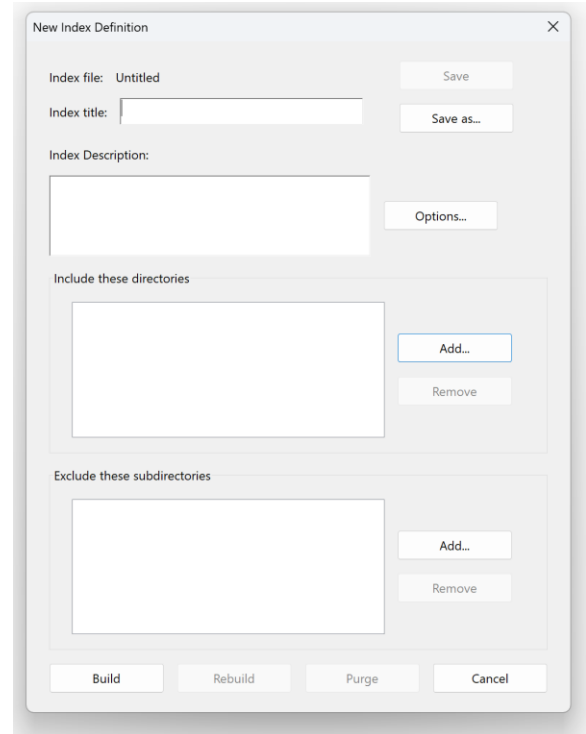 New Index Definition
Index file: Untitled
Save
Index title:
Save as...
Index Description:
Options...
Include these directories
Add...
Remove
Exclude these subdirectories
Add...
Remove
Build Rebuild Purge Cancel